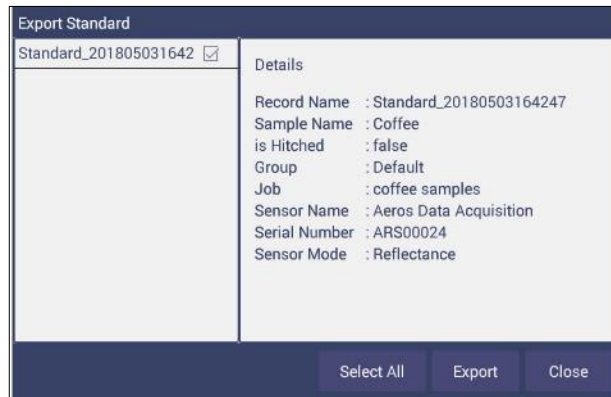 Export Standard
Standard_201805031642
Details
Record Name : Standard_20180503164247
Sample Name : Coffee
is Hitched : false
Group : Default
Job : coffee samples
Sensor Name : Aeros Data Acquisition
Serial Number : ARS00024
Sensor Mode : Reflectance
Select All Export Close